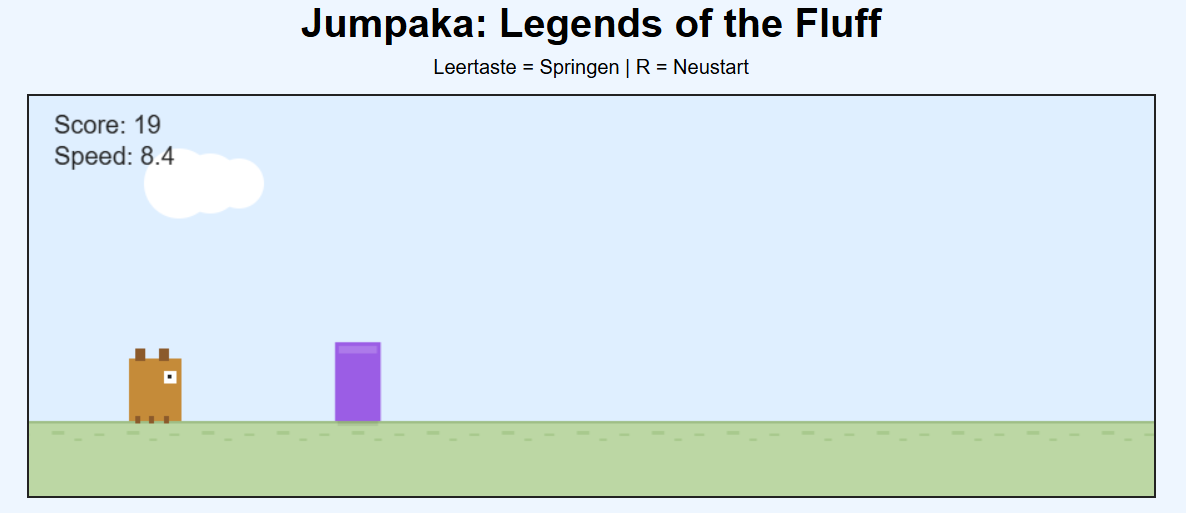 Jumpaka: Legends of the Fluff
Leertaste = Springen | R = Neustart
Score: 19
Speed: 8.4